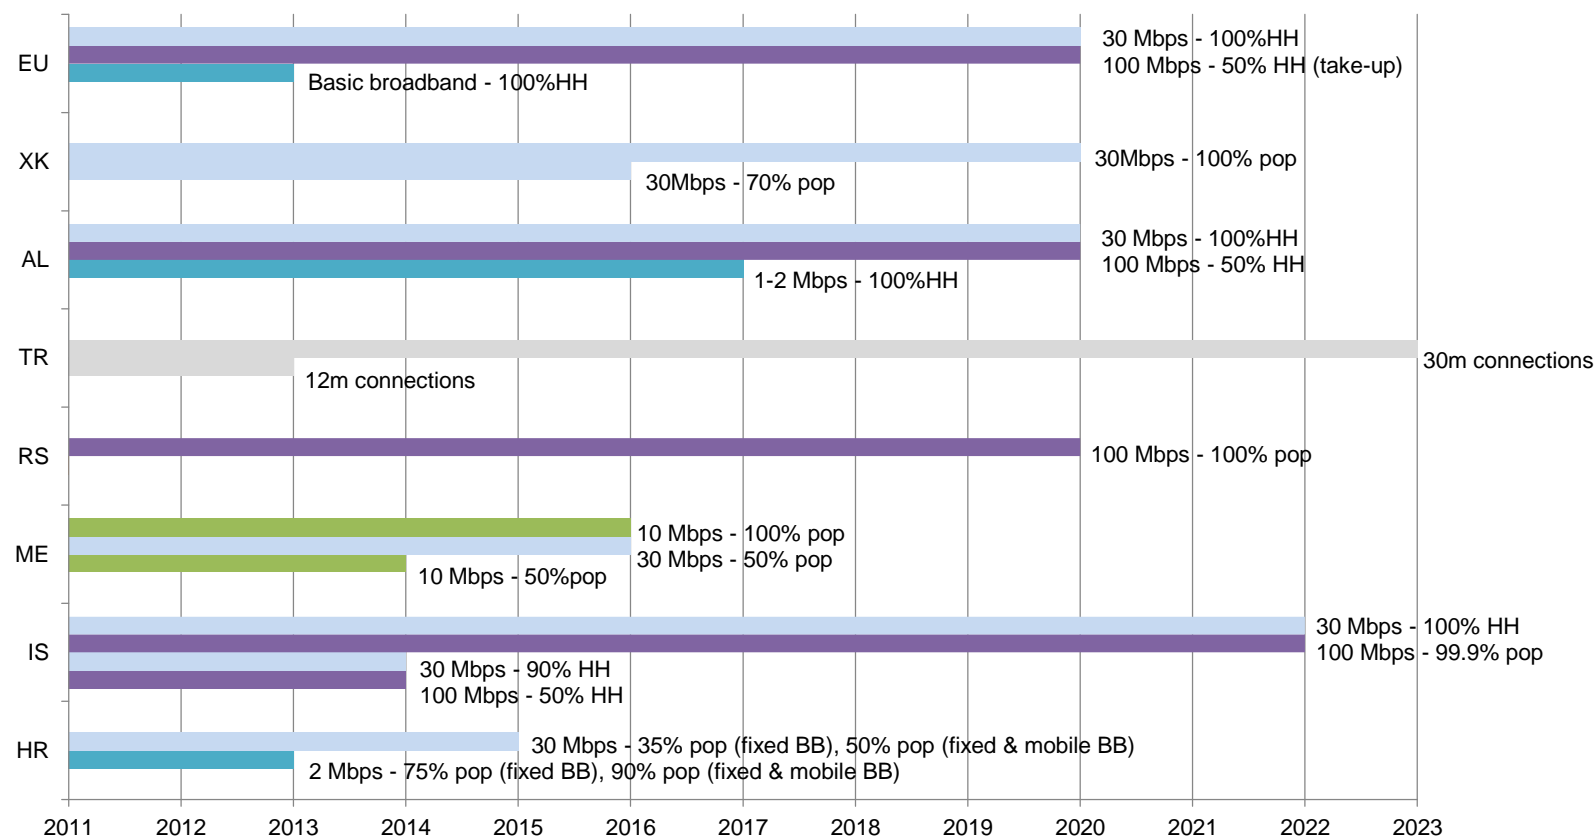 EU
30 Mbps - 100%HH
100 Mbps - 50% HH (take-up)
Basic broadband - 100%HH
XK
30Mbps - 100% pop
30Mbps - 70% pop
AL
30 Mbps - 100%HH
100 Mbps - 50% HH
1-2 Mbps - 100%HH
TR
30m connections
12m connections
RS
100 Mbps - 100% pop
ME
10 Mbps - 100% pop
30 Mbps - 50% pop
10 Mbps - 50%pop
IS
30 Mbps - 100% HH
100 Mbps - 99.9% pop
30 Mbps - 90% HH
100 Mbps - 50% HH
HR
30 Mbps - 35% pop (fixed BB), 50% pop (fixed & mobile BB)
2 Mbps - 75% pop (fixed BB), 90% pop (fixed & mobile BB)
2011 2012 2013 2014 2015 2016 2017 2018 2019 2020 2021 2022 2023